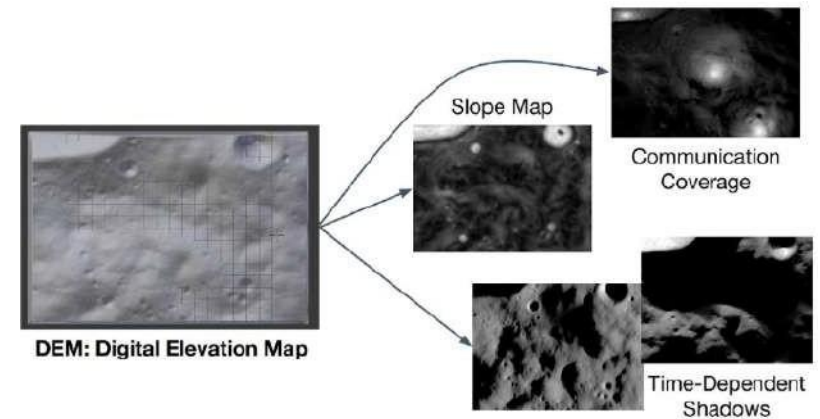 Slope Map
Communication
Coverage
DEM: Digital Elevation Map
Time-Dependent
Shadows